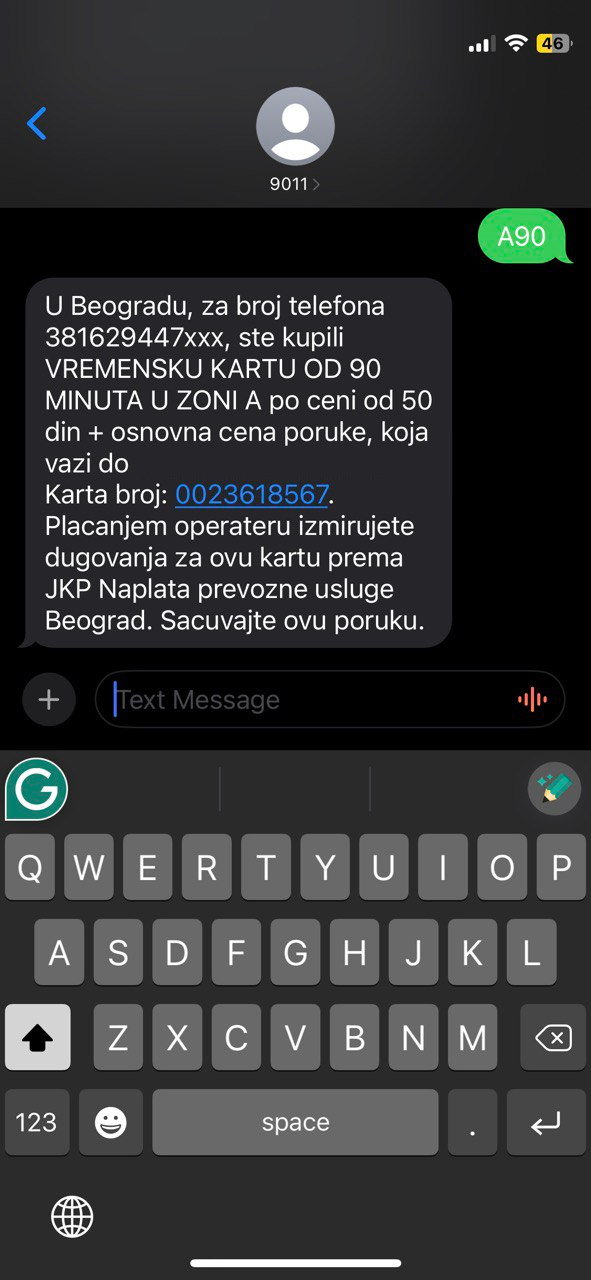 46
9011
A90
U Beogradu, za broj telefona
381629447xxx, ste kupili
VREMENSKU KARTU OD 90
MINUTA U ZONI A po ceni od 50
din + osnovna cena poruke, koja
vazi do
Karta broj: 0023618567.
Placanjem operateru izmirujete
dugovanja za ovu kartu prema
JKP Naplata prevozne usluge
Beograd. Sacuvajte ovu poruku.
Text Message
G
Q W E R T Y U I O P
A S D F G H J K L
Z X C V B N M
123 space .